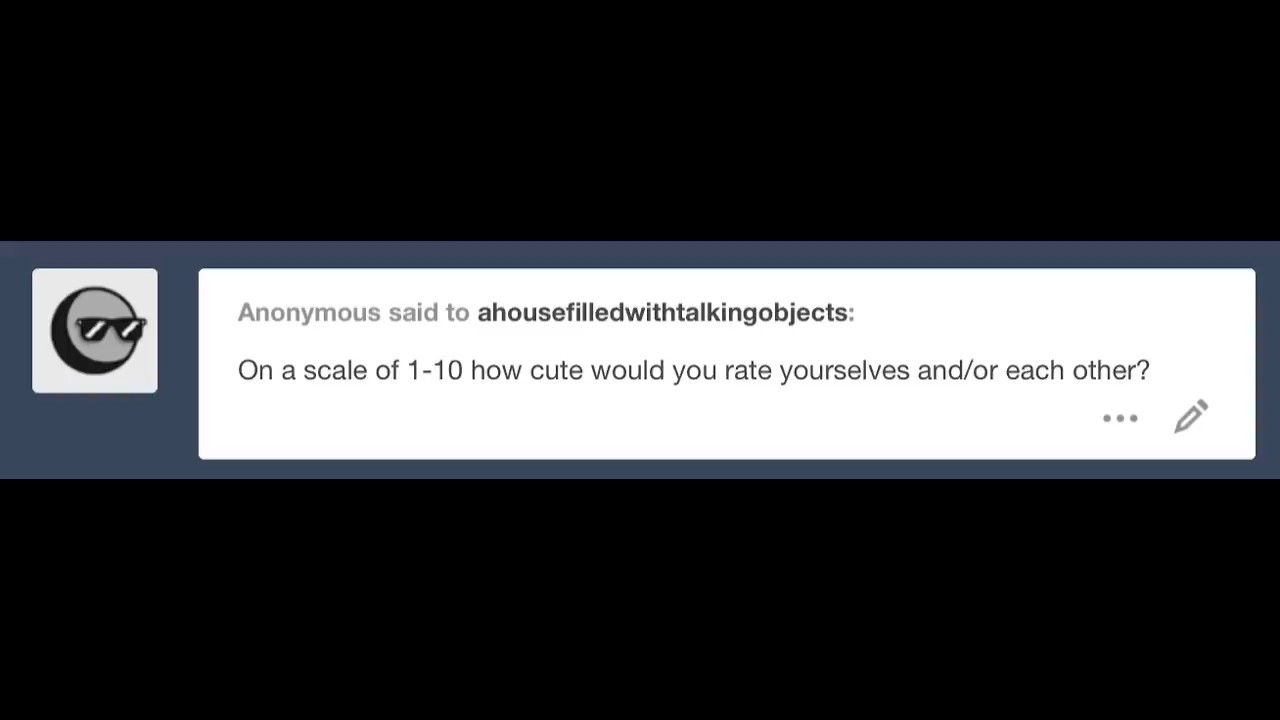 Anonymous said to ahousefilledwithtalkingobjects:
On a scale of 1-10 how cute would you rate yourselves and/or each other?